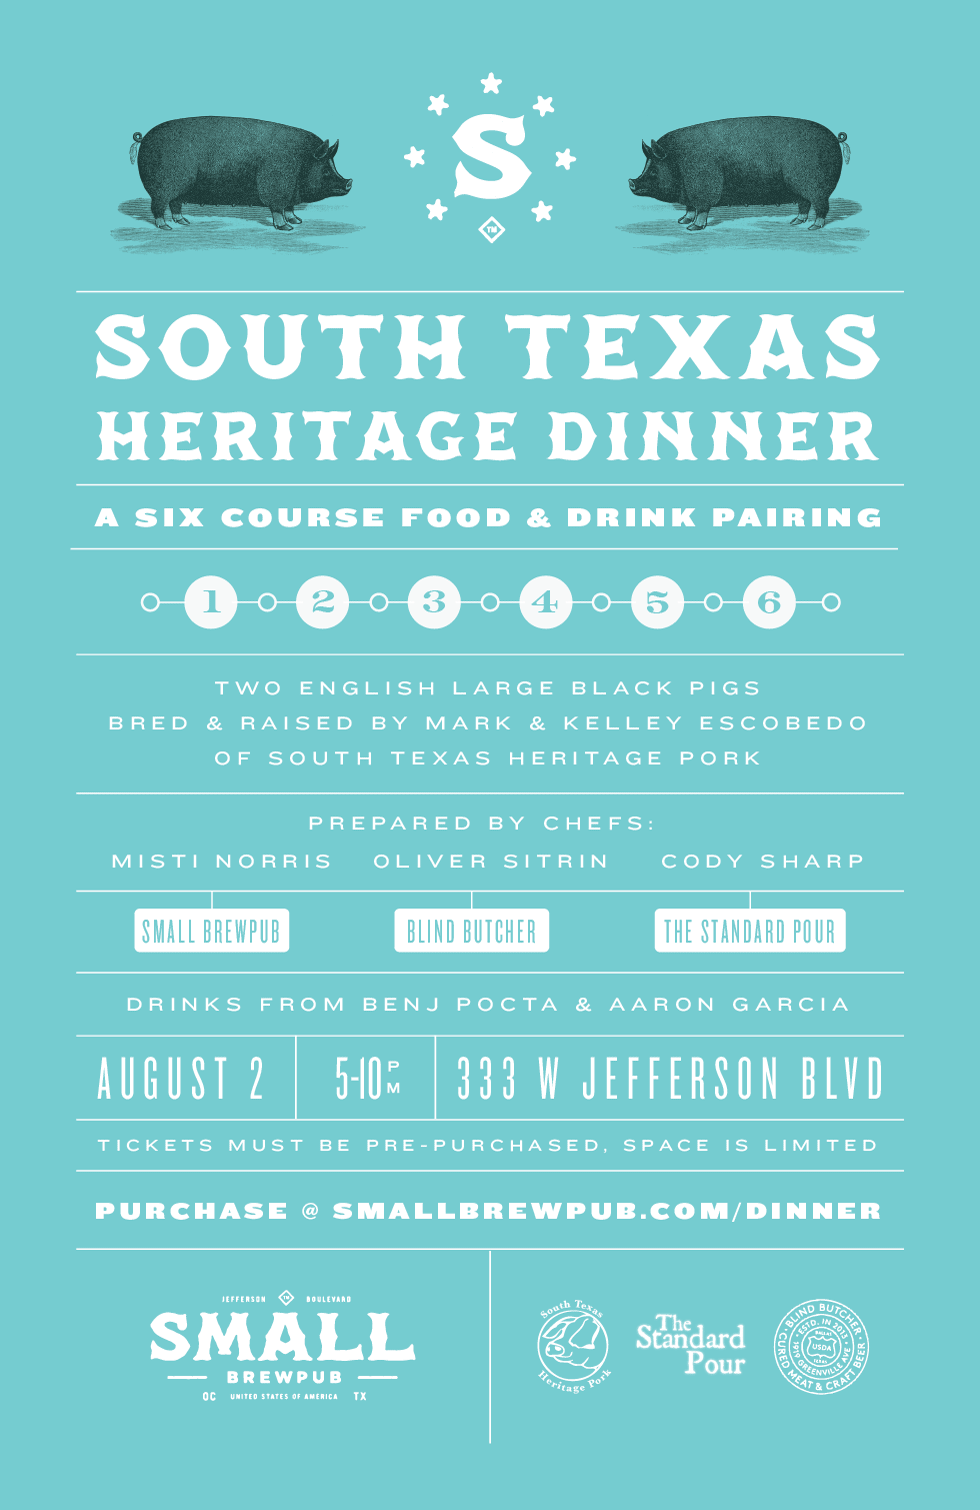 S
TM
SOUTH TEXAS
HERITAGE DINNER
A SIX COURSE FOOD & DRINK PAIRING
1 2 3 4 5 6
TWO ENGLISH LARGE BLACK PIGS
BRED & RAISED BY MARK & KELLEY ESCOBEDO
OF SOUTH TEXAS HERITAGE PORK
PREPARED BY CHEFS:
MISTI NORRIS OLIVER SITRIN CODY SHARP
SMALL BREWPUB BLIND BUTCHER THE STANDARD POUR
DRINKS FROM BENJ POCTA & AARON GARCIA
AUGUST 2 5-10 PM 333 W JEFFERSON BLVD
TICKETS MUST BE PRE-PURCHASED, SPACE IS LIMITED
PURCHASE @ SMALLBREWPUB.COM/DINNER
JEFFERSON TM BOULEVARD
SMALL
BREWPUB
OC UNITED STATES OF AMERICA TX
South Texas
Heritage Pork
The
Standard
Pour
BLIND BUTCHER
CURED MEAT & CRAFT BEER
ESTD. IN 2013
1919 GREENVILLE AVE
DALLAS
USDA
TEXAS